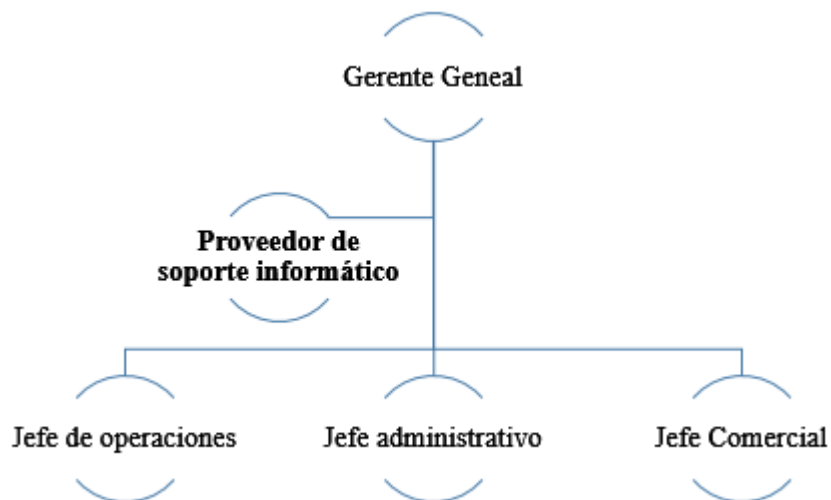 Gerente Geneal
Proveedor de
soporte informático
Jefe de operaciones
Jefe administrativo
Jefe Comercial